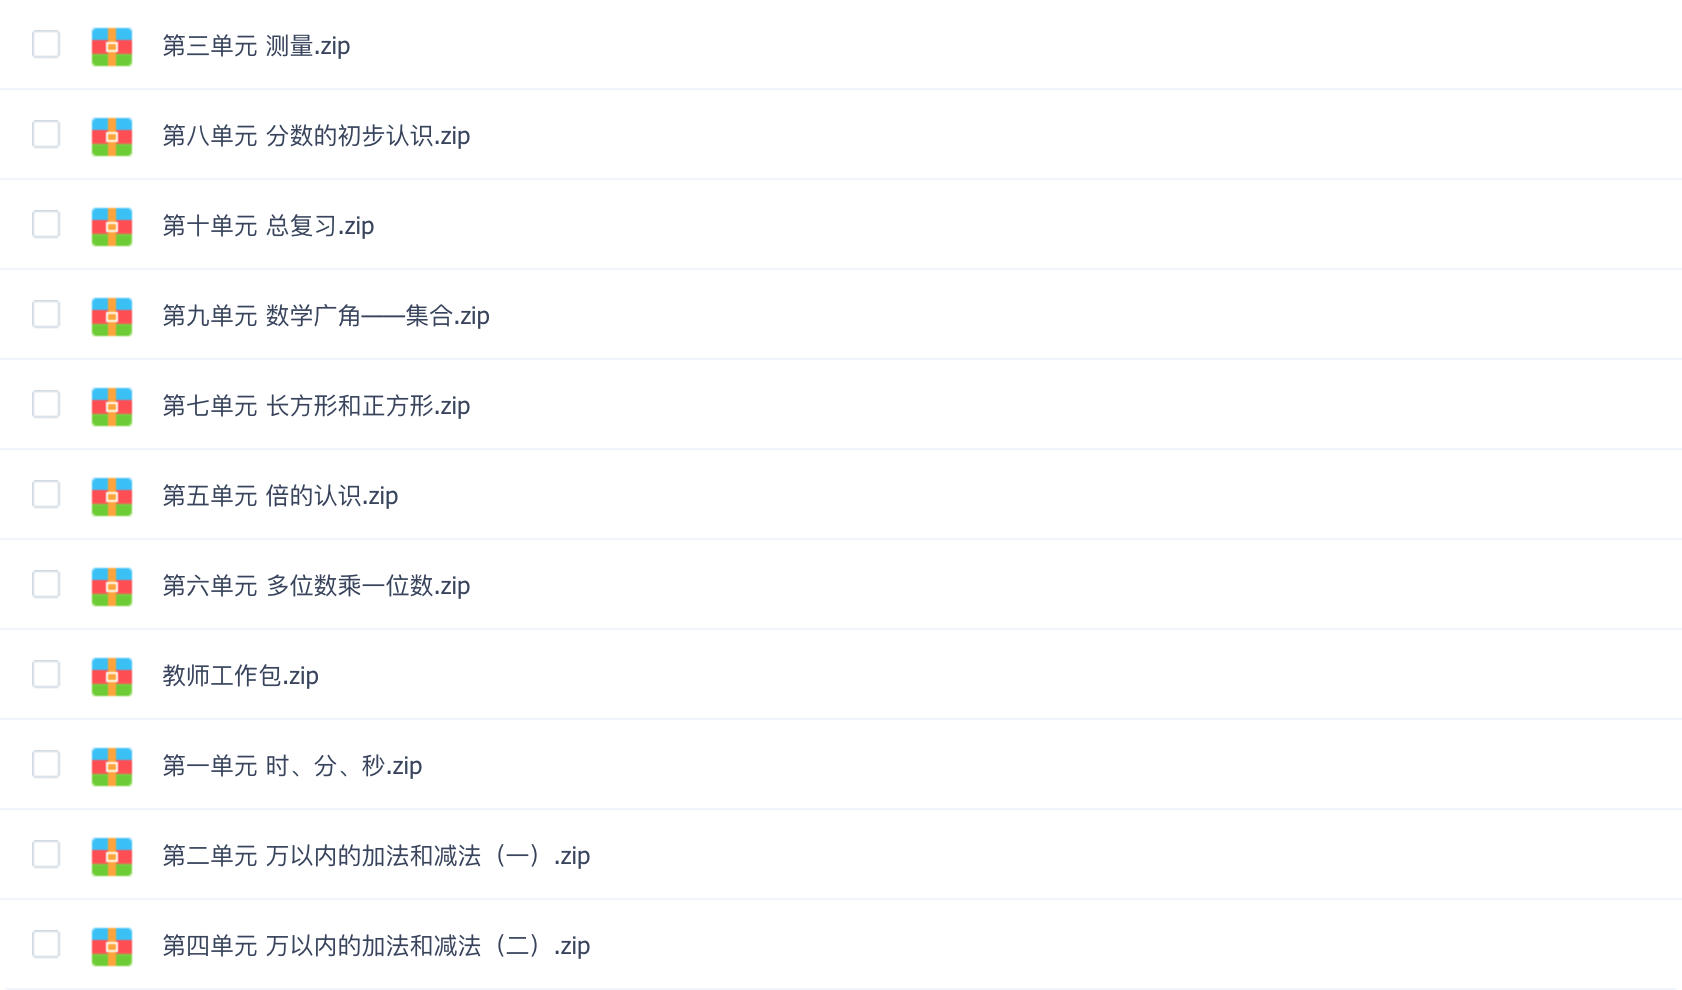 第三单元 测量.zip
第八单元 分数的初步认识.zip
第十单元 总复习.zip
第九单元 数学广角——集合.zip
第七单元 长方形和正方形.zip
第五单元 倍的认识.zip
第六单元 多位数乘一位数.zip
教师工作包.zip
第一单元 时、分、秒.zip
第二单元 万以内的加法和减法（一）.zip
第四单元 万以内的加法和减法（二）.zip